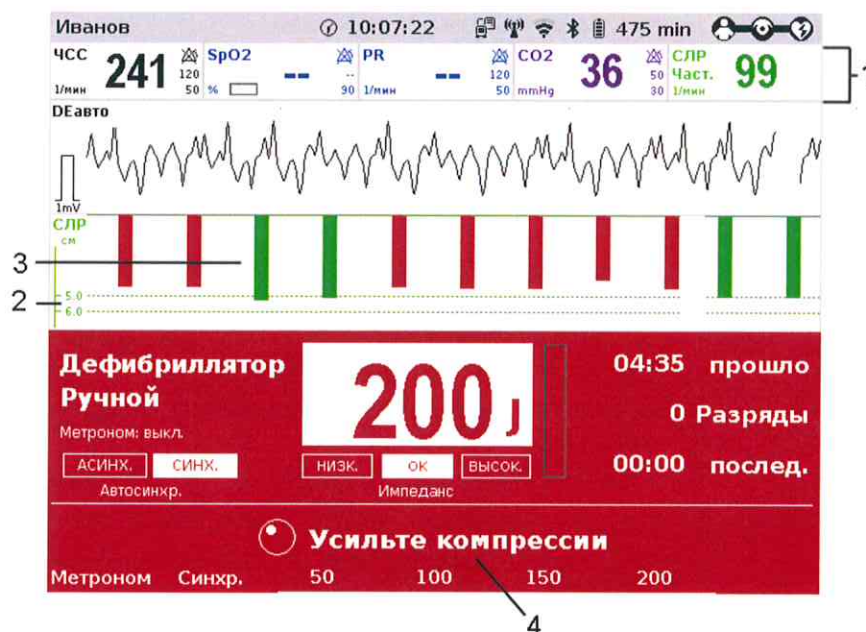 Иванов 10:07:22 475 min
ЧСС 241 120 50 1/мин
SpO2 -- -- 90 %
PR -- 120 50 1/мин
CO2 36 50 30 mmHg
СЛР Част. 99 1/мин
1
DEавто
1mV
СЛР
см
3
2
5.0
6.0
Дефибриллятор
Ручной
Метроном: выкл.
АСИНХ. СИНХ.
Автосинхр.
200 J
НИЗК. ОК ВЫСОК.
Импеданс
04:35 прошло
0 Разряды
00:00 послед.
Усильте компрессии
Метроном Синхр. 50 100 150 200
4